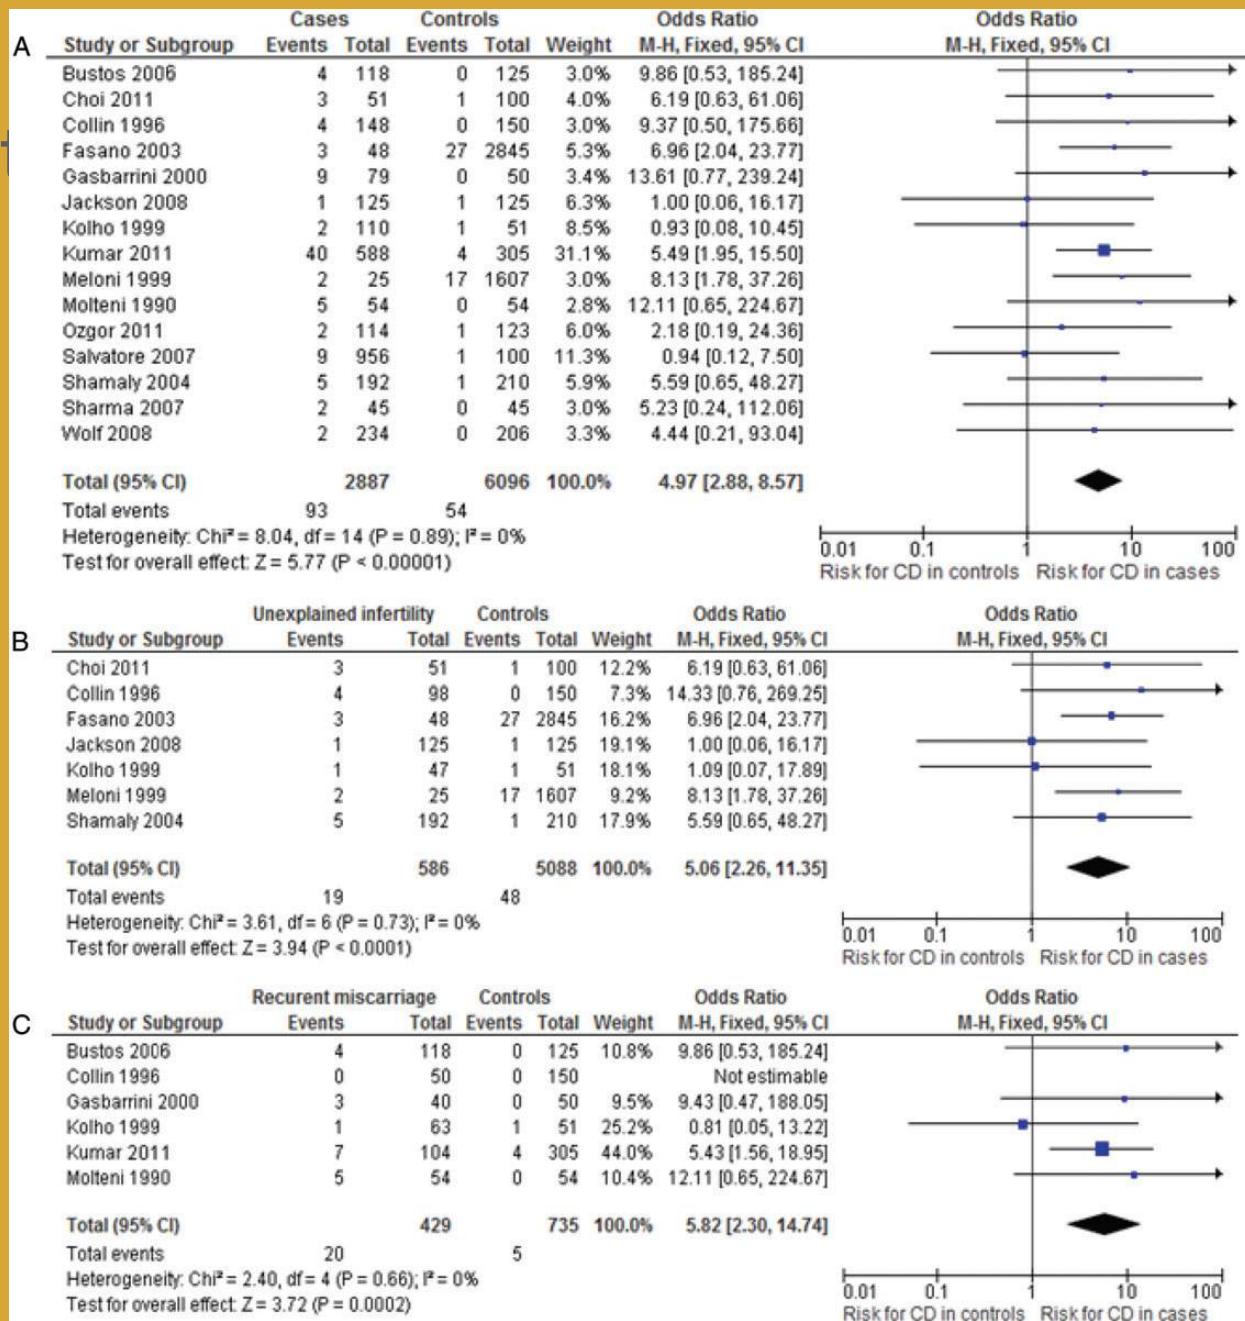 Cases Controls Odds Ratio Odds Ratio
A Study or Subgroup Events Total Events Total Weight M-H, Fixed, 95% CI M-H, Fixed, 95% CI
Bustos 2006 4 118 0 125 3.0% 9.86 [0.53, 185.24]
Choi 2011 3 51 1 100 4.0% 6.19 [0.63, 61.06]
Collin 1996 4 148 0 150 3.0% 9.37 [0.50, 175.66]
Fasano 2003 3 48 27 2845 5.3% 6.96 [2.04, 23.77]
Gasbarrini 2000 9 79 0 50 3.4% 13.61 [0.77, 239.24]
Jackson 2008 1 125 1 125 6.3% 1.00 [0.06, 16.17]
Kolho 1999 2 110 1 51 8.5% 0.93 [0.08, 10.45]
Kumar 2011 40 588 4 305 31.1% 5.49 [1.95, 15.50]
Meloni 1999 2 25 17 1607 3.0% 8.13 [1.78, 37.26]
Molteni 1990 5 54 0 54 2.8% 12.11 [0.65, 224.67]
Ozgor 2011 2 114 1 123 6.0% 2.18 [0.19, 24.36]
Salvatore 2007 9 956 1 100 11.3% 0.94 [0.12, 7.50]
Shamaly 2004 5 192 1 210 5.9% 5.59 [0.65, 48.27]
Sharma 2007 2 45 0 45 3.0% 5.23 [0.24, 112.06]
Wolf 2008 2 234 0 206 3.3% 4.44 [0.21, 93.04]
Total (95% CI) 2887 6096 100.0% 4.97 [2.88, 8.57]
Total events 93 54
Heterogeneity: Chi² = 8.04, df = 14 (P = 0.89); I² = 0%
Test for overall effect: Z = 5.77 (P < 0.00001)
0.01 0.1 1 10 100
Risk for CD in controls Risk for CD in cases
Unexplained infertility Controls Odds Ratio Odds Ratio
B Study or Subgroup Events Total Events Total Weight M-H, Fixed, 95% CI M-H, Fixed, 95% CI
Choi 2011 3 51 1 100 12.2% 6.19 [0.63, 61.06]
Collin 1996 4 98 0 150 7.3% 14.33 [0.76, 269.25]
Fasano 2003 3 48 27 2845 16.2% 6.96 [2.04, 23.77]
Jackson 2008 1 125 1 125 19.1% 1.00 [0.06, 16.17]
Kolho 1999 1 47 1 51 18.1% 1.09 [0.07, 17.89]
Meloni 1999 2 25 17 1607 9.2% 8.13 [1.78, 37.26]
Shamaly 2004 5 192 1 210 17.9% 5.59 [0.65, 48.27]
Total (95% CI) 586 5088 100.0% 5.06 [2.26, 11.35]
Total events 19 48
Heterogeneity: Chi² = 3.61, df = 6 (P = 0.73); I² = 0%
Test for overall effect: Z = 3.94 (P < 0.0001)
0.01 0.1 1 10 100
Risk for CD in controls Risk for CD in cases
Recurent miscarriage Controls Odds Ratio Odds Ratio
C Study or Subgroup Events Total Events Total Weight M-H, Fixed, 95% CI M-H, Fixed, 95% CI
Bustos 2006 4 118 0 125 10.8% 9.86 [0.53, 185.24]
Collin 1996 0 50 0 150 Not estimable
Gasbarrini 2000 3 40 0 50 9.5% 9.43 [0.47, 188.05]
Kolho 1999 1 63 1 51 25.2% 0.81 [0.05, 13.22]
Kumar 2011 7 104 4 305 44.0% 5.43 [1.56, 18.95]
Molteni 1990 5 54 0 54 10.4% 12.11 [0.65, 224.67]
Total (95% CI) 429 735 100.0% 5.82 [2.30, 14.74]
Total events 20 5
Heterogeneity: Chi² = 2.40, df = 4 (P = 0.66); I² = 0%
Test for overall effect: Z = 3.72 (P = 0.0002)
0.01 0.1 1 10 100
Risk for CD in controls Risk for CD in cases